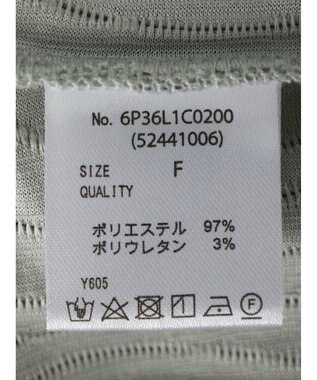 No. 6P36L1C0200
(52441006)
SIZE F
QUALITY
ポリエステル 97%
ポリウレタン 3%
Y605
F